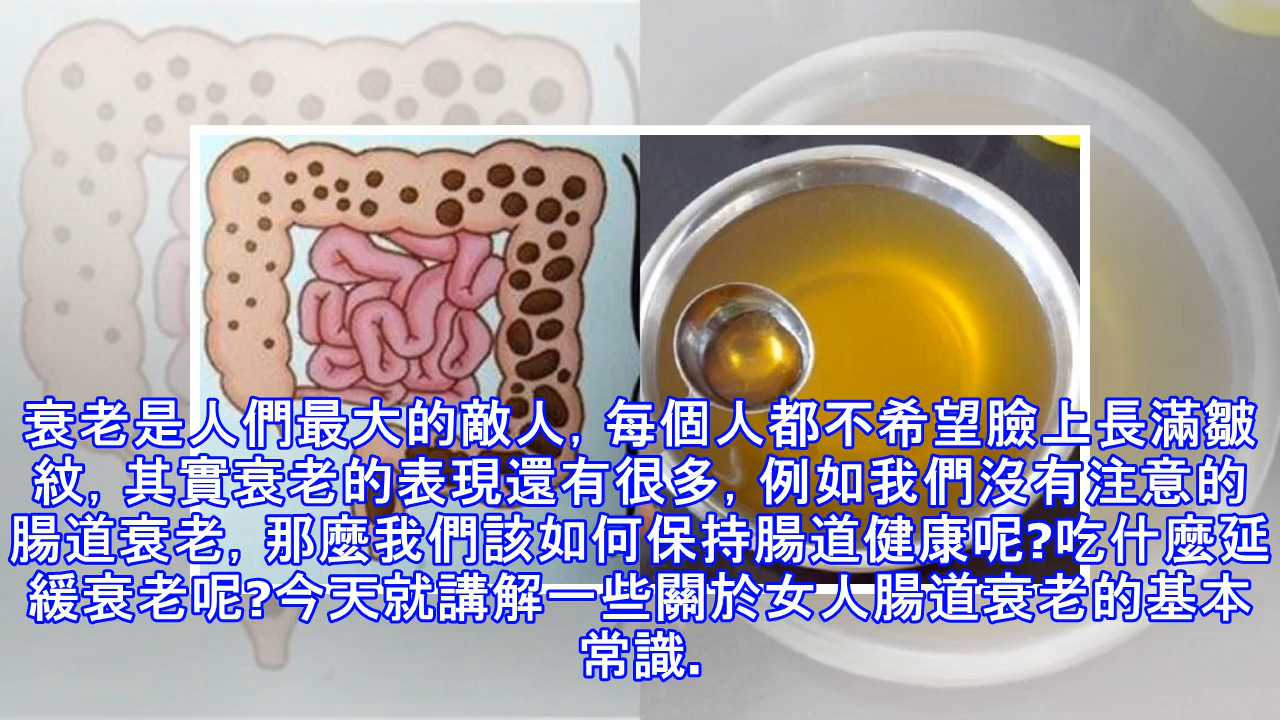 衰老是人們最大的敵人, 每個人都不希望臉上長滿皺
紋, 其實衰老的表現還有很多, 例如我們沒有注意的
腸道衰老, 那麼我們該如何保持腸道健康呢?吃什麼延
緩衰老呢?今天就講解一些關於女人腸道衰老的基本
常識.